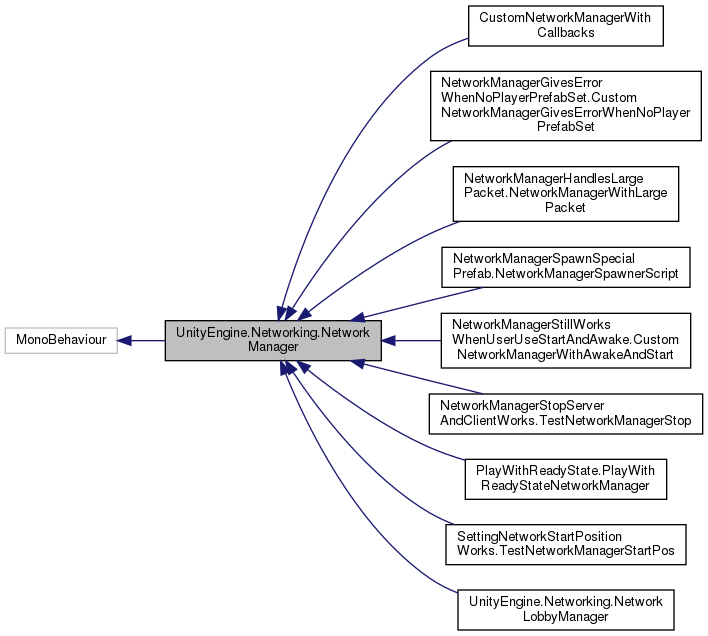 CustomNetworkManagerWith
Callbacks
NetworkManagerGivesError
WhenNoPlayerPrefabSet.Custom
NetworkManagerGivesErrorWhenNoPlayer
PrefabSet
NetworkManagerHandlesLarge
Packet.NetworkManagerWithLarge
Packet
NetworkManagerSpawnSpecial
Prefab.NetworkManagerSpawnerScript
MonoBehaviour
UnityEngine.Networking.Network
Manager
NetworkManagerStillWorks
WhenUserUseStartAndAwake.Custom
NetworkManagerWithAwakeAndStart
NetworkManagerStopServer
AndClientWorks.TestNetworkManagerStop
PlayWithReadyState.PlayWith
ReadyStateNetworkManager
SettingNetworkStartPosition
Works.TestNetworkManagerStartPos
UnityEngine.Networking.Network
LobbyManager